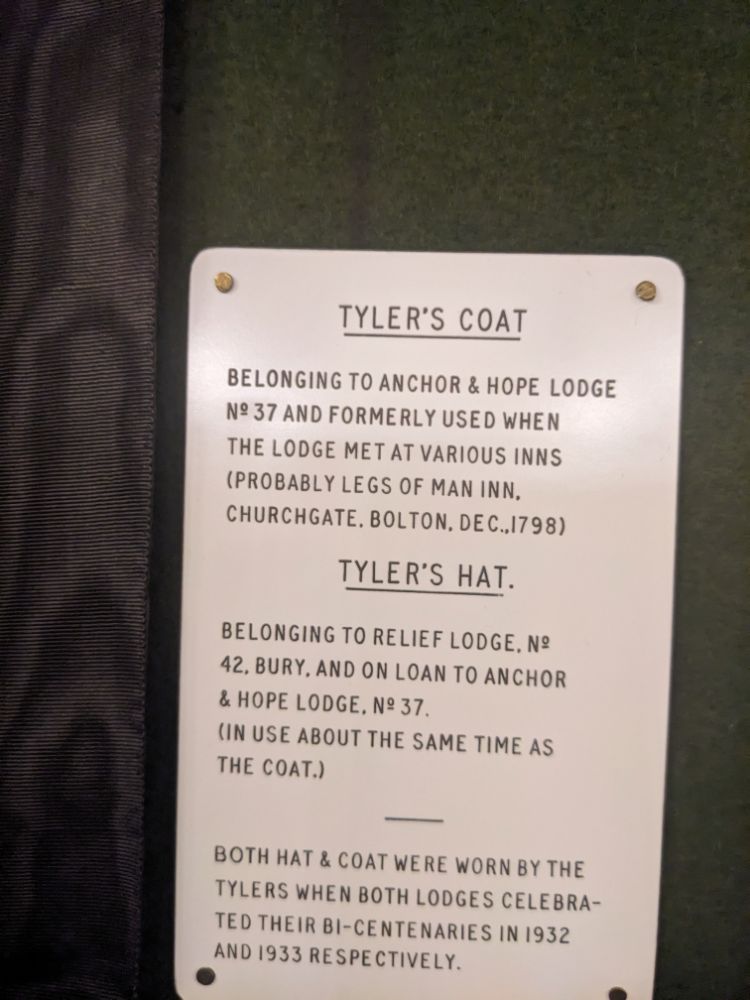 TYLER'S COAT
BELONGING TO ANCHOR & HOPE LODGE
Nº 37 AND FORMERLY USED WHEN
THE LODGE MET AT VARIOUS INNS
(PROBABLY LEGS OF MAN INN,
CHURCHGATE, BOLTON, DEC.,1798)
TYLER'S HAT.
BELONGING TO RELIEF LODGE, Nº
42, BURY, AND ON LOAN TO ANCHOR
& HOPE LODGE, Nº 37.
(IN USE ABOUT THE SAME TIME AS
THE COAT.)
BOTH HAT & COAT WERE WORN BY THE
TYLERS WHEN BOTH LODGES CELEBRA-
TED THEIR BI-CENTENARIES IN 1932
AND 1933 RESPECTIVELY.